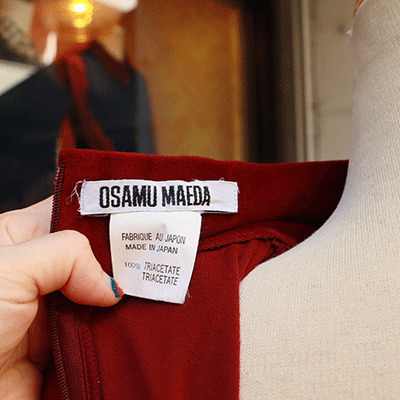 OSAMU MAEDA
FABRIQUE AU JAPON
MADE IN JAPAN
100% TRIACETATE
TRIACETATE